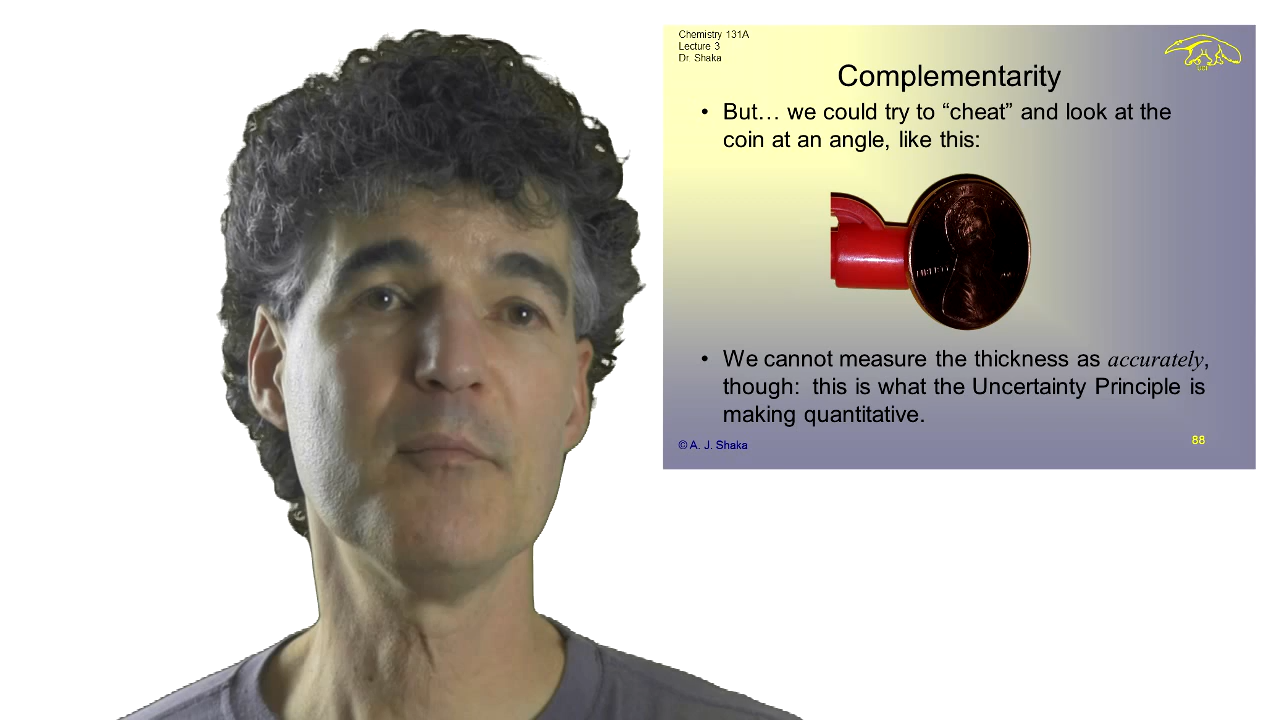 Chemistry 131A
Lecture 3
Dr. Shaka
UCI
Complementarity
• But… we could try to “cheat” and look at the
coin at an angle, like this:
LIBERTY
• We cannot measure the thickness as accurately,
though: this is what the Uncertainty Principle is
making quantitative.
© A. J. Shaka
88